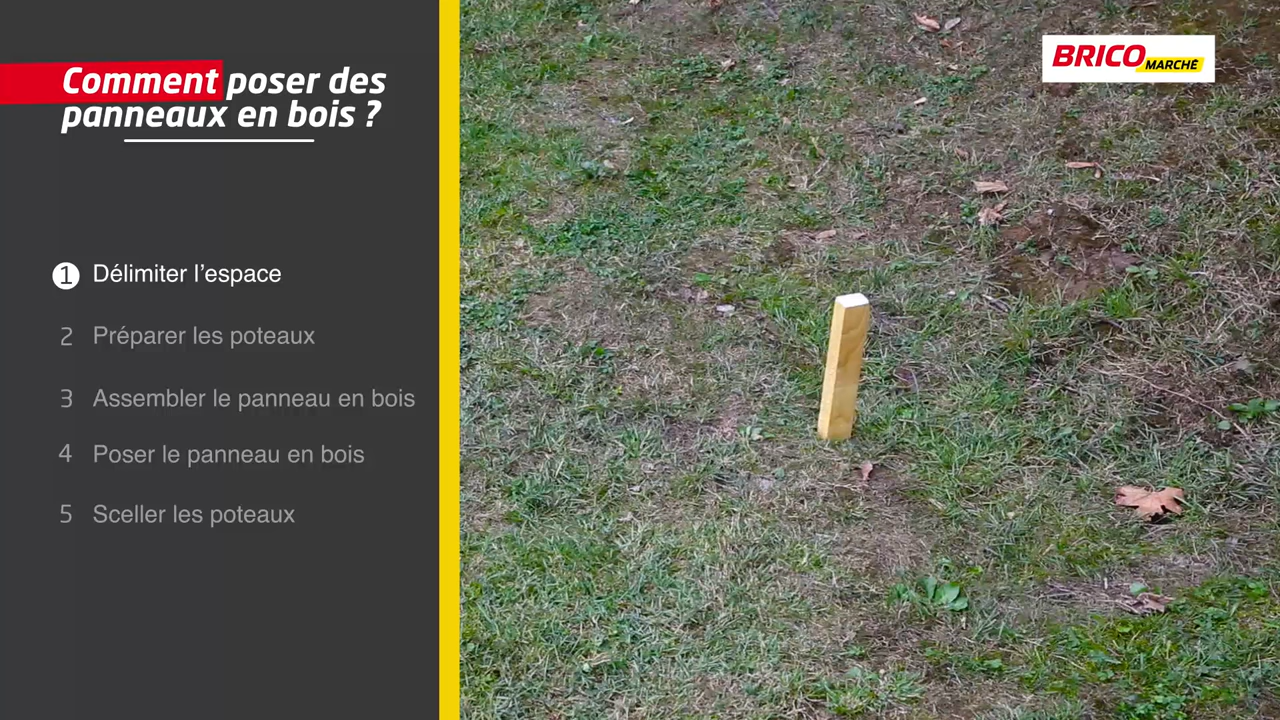 Comment poser des
panneaux en bois ?
BRICO MARCHÉ
1 Délimiter l’espace
2 Préparer les poteaux
3 Assembler le panneau en bois
4 Poser le panneau en bois
5 Sceller les poteaux